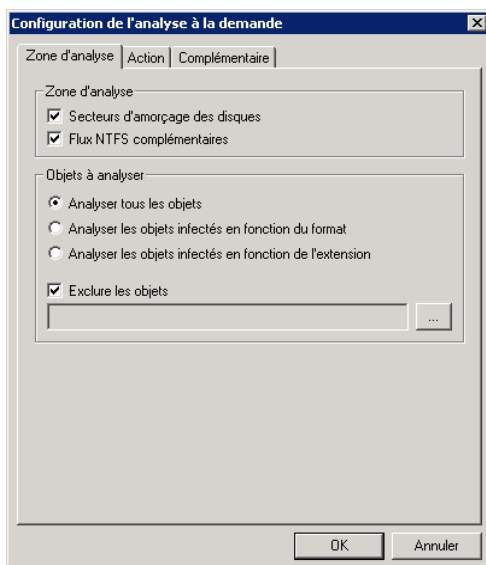 Configuration de l'analyse à la demande
Zone d'analyse Action Complémentaire
Zone d'analyse
Secteurs d'amorçage des disques
Flux NTFS complémentaires
Objets à analyser
Analyser tous les objets
Analyser les objets infectés en fonction du format
Analyser les objets infectés en fonction de l'extension
Exclure les objets
...
OK Annuler